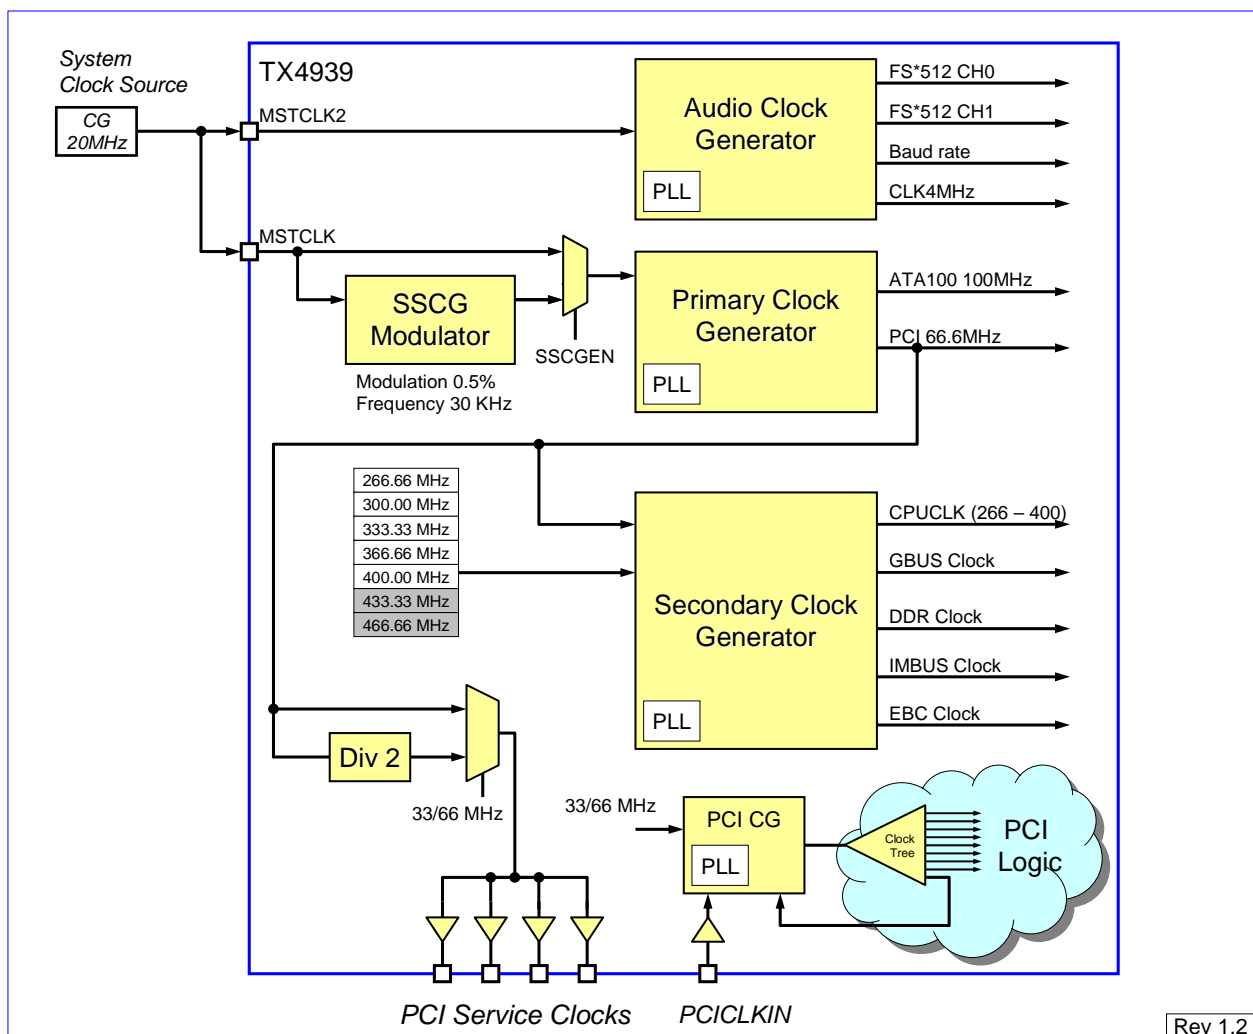 System
Clock Source
CG
20MHz
TX4939
MSTCLK2
Audio Clock
Generator
PLL
FS*512 CH0
FS*512 CH1
Baud rate
CLK4MHz
MSTCLK
SSCG
Modulator
Modulation 0.5%
Frequency 30 KHz
SSCGEN
Primary Clock
Generator
PLL
ATA100 100MHz
PCI 66.6MHz
266.66 MHz
300.00 MHz
333.33 MHz
366.66 MHz
400.00 MHz
433.33 MHz
466.66 MHz
Secondary Clock
Generator
PLL
CPUCLK (266 – 400)
GBUS Clock
DDR Clock
IMBUS Clock
EBC Clock
Div 2
33/66 MHz
33/66 MHz
PCI CG
PLL
Clock
Tree
PCI
Logic
PCI Service Clocks
PCICLKIN
Rev 1.2